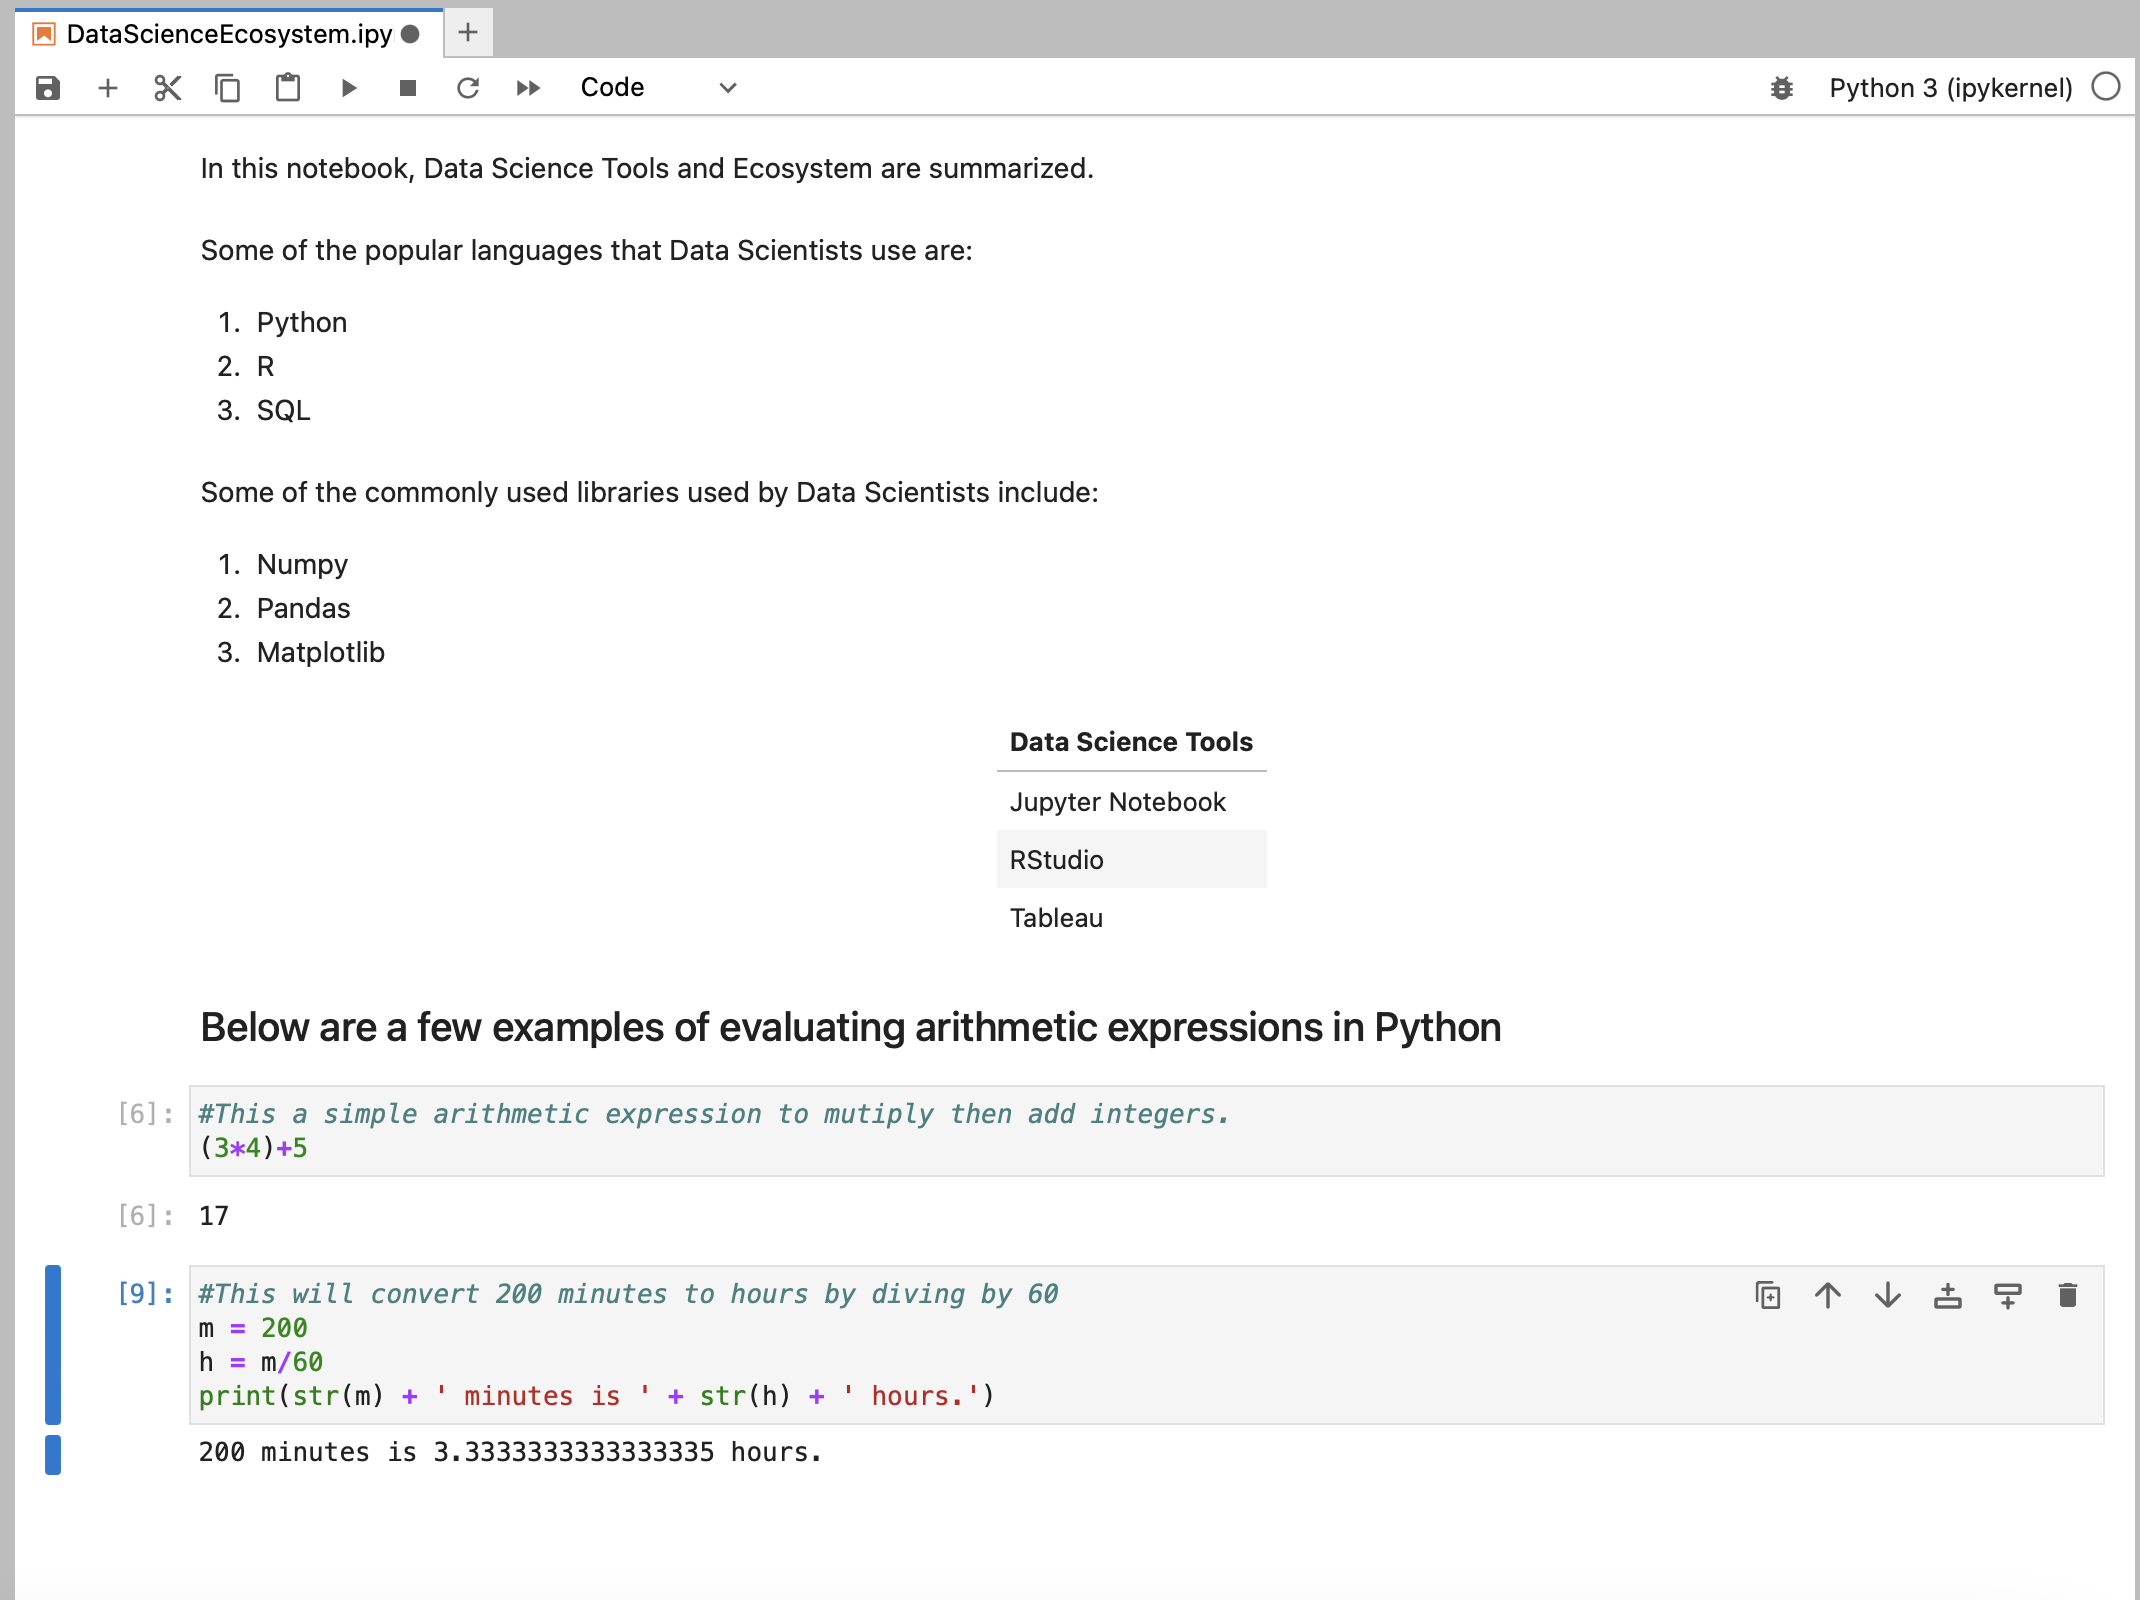 DataScienceEcosystem.ipy
Code
Python 3 (ipykernel)
In this notebook, Data Science Tools and Ecosystem are summarized.
Some of the popular languages that Data Scientists use are:
1. Python
2. R
3. SQL
Some of the commonly used libraries used by Data Scientists include:
1. Numpy
2. Pandas
3. Matplotlib
Data Science Tools
Jupyter Notebook
RStudio
Tableau
Below are a few examples of evaluating arithmetic expressions in Python
[6]: #This a simple arithmetic expression to mutiply then add integers.
(3*4)+5
[6]: 17
[9]: #This will convert 200 minutes to hours by diving by 60
m = 200
h = m/60
print(str(m) + ' minutes is ' + str(h) + ' hours.')
200 minutes is 3.3333333333333335 hours.